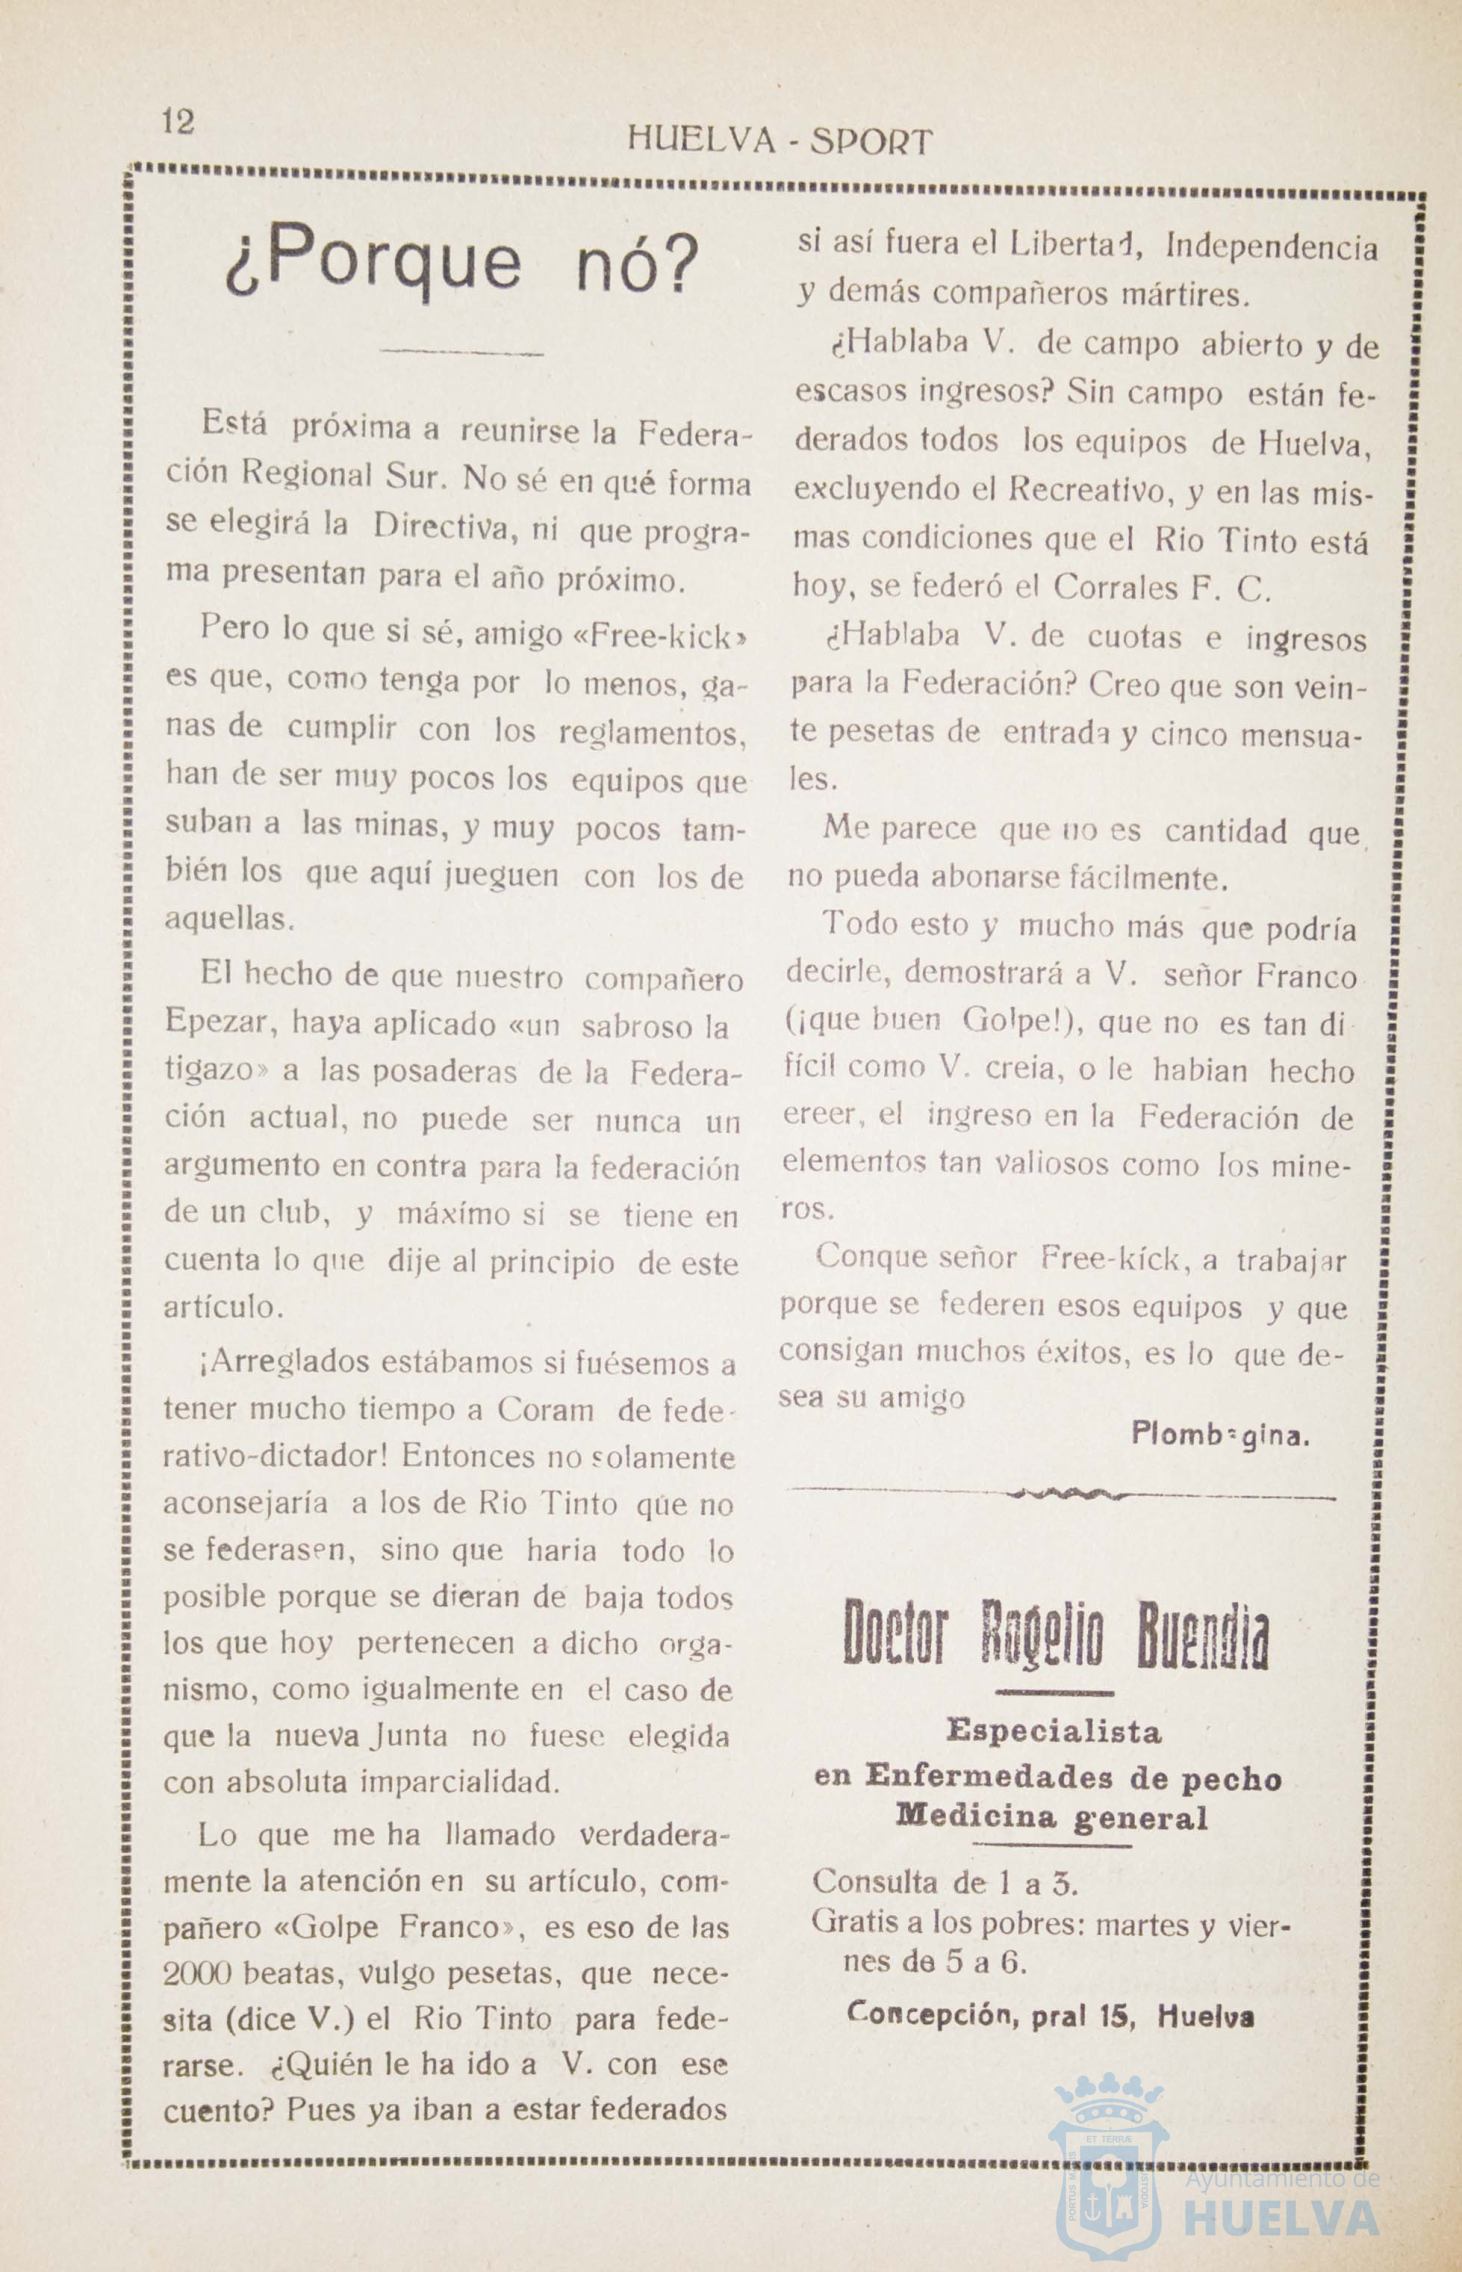 12
HUELVA - SPORT
¿Porque nó?
Está próxima a reunirse la Federa-
ción Regional Sur. No sé en qué forma
se elegirá la Directiva, ni que progra-
ma presentan para el año próximo.
Pero lo que si sé, amigo «Free-kick»
es que, como tenga por lo menos, ga-
nas de cumplir con los reglamentos,
han de ser muy pocos los equipos que
suban a las minas, y muy pocos tam-
bién los que aquí jueguen con los de
aquellas.
El hecho de que nuestro compañero
Epezar, haya aplicado «un sabroso la
tigazo» a las posaderas de la Federa-
ción actual, no puede ser nunca un
argumento en contra para la federación
de un club, y máxímo si se tiene en
cuenta lo que dije al principio de este
artículo.
¡Arreglados estábamos si fuésemos a
tener mucho tiempo a Coram de fede-
rativo-dictador! Entonces no solamente
aconsejaría a los de Rio Tinto que no
se federasen, sino que haria todo lo
posible porque se dieran de baja todos
los que hoy pertenecen a dicho orga-
nismo, como igualmente en el caso de
que la nueva Junta no fuese elegida
con absoluta imparcialidad.
Lo que me ha llamado verdadera-
mente la atención en su artículo, com-
pañero «Golpe Franco», es eso de las
2000 beatas, vulgo pesetas, que nece-
sita (dice V.) el Rio Tinto para fede-
rarse. ¿Quién le ha ido a V. con ese
cuento? Pues ya iban a estar federados
si así fuera el Libertad, Independencia
y demás compañeros mártires.
¿Hablaba V. de campo abierto y de
escasos ingresos? Sin campo están fe-
derados todos los equipos de Huelva,
excluyendo el Recreativo, y en las mis-
mas condiciones que el Rio Tinto está
hoy, se federó el Corrales F. C.
¿Hablaba V. de cuotas e ingresos
para la Federación? Creo que son vein-
te pesetas de entrada y cinco mensua-
les.
Me parece que no es cantidad que
no pueda abonarse fácilmente.
Todo esto y mucho más que podría
decirle, demostrará a V. señor Franco
(¡que buen Golpe!), que no es tan di
fícil como V. creia, o le habian hecho
ereer, el ingreso en la Federación de
elementos tan valiosos como los mine-
ros.
Conque señor Free-kíck, a trabajar
porque se federen esos equipos y que
consigan muchos éxitos, es lo que de-
sea su amigo
Plombagina.
Doctor Rogelio Buendia
Especialista
en Enfermedades de pecho
Medicina general
Consulta de 1 a 3.
Gratis a los pobres: martes y vier-
nes de 5 a 6.
Concepción, pral 15, Huelva
ET TERRÆ
PORTUS MARIS
CUSTODIA
Ayuntamiento de
HUELVA